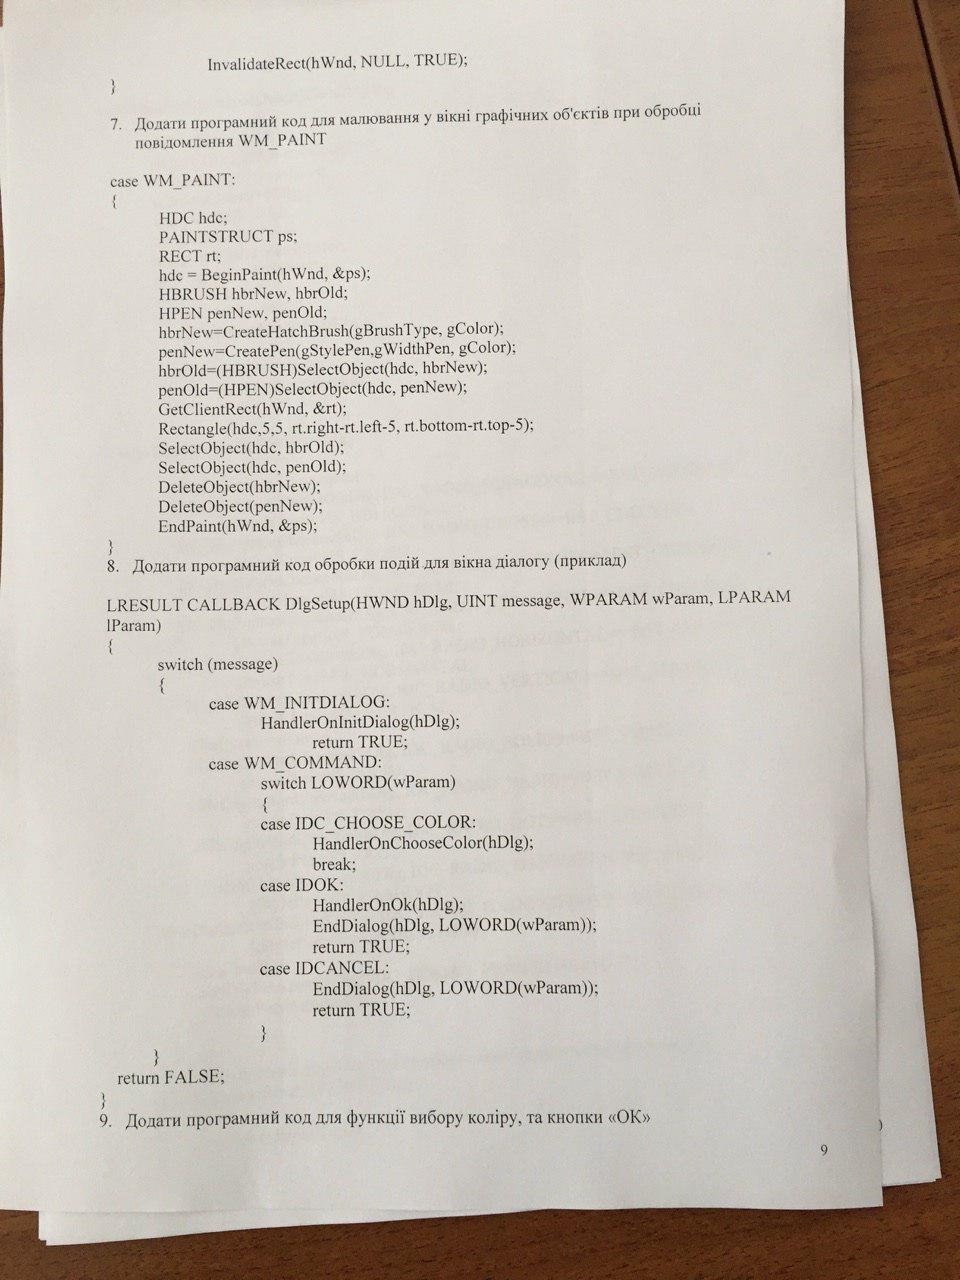 InvalidateRect(hWnd, NULL, TRUE);
}
7. Додати програмний код для малювання у вікні графічних об'єктів при обробці
повідомлення WM_PAINT
case WM_PAINT:
{
HDC hdc;
PAINTSTRUCT ps;
RECT rt;
hdc = BeginPaint(hWnd, &ps);
HBRUSH hbrNew, hbrOld;
HPEN penNew, penOld;
hbrNew=CreateHatchBrush(gBrushType, gColor);
penNew=CreatePen(gStylePen,gWidthPen, gColor);
hbrOld=(HBRUSH)SelectObject(hdc, hbrNew);
penOld=(HPEN)SelectObject(hdc, penNew);
GetClientRect(hWnd, &rt);
Rectangle(hdc,5,5, rt.right-rt.left-5, rt.bottom-rt.top-5);
SelectObject(hdc, hbrOld);
SelectObject(hdc, penOld);
DeleteObject(hbrNew);
DeleteObject(penNew);
EndPaint(hWnd, &ps);
}
8. Додати програмний код обробки подій для вікна діалогу (приклад)
LRESULT CALLBACK DlgSetup(HWND hDlg, UINT message, WPARAM wParam, LPARAM
lParam)
{
switch (message)
{
case WM_INITDIALOG:
HandlerOnInitDialog(hDlg);
return TRUE;
case WM_COMMAND:
switch LOWORD(wParam)
{
case IDC_CHOOSE_COLOR:
HandlerOnChooseColor(hDlg);
break;
case IDOK:
HandlerOnOk(hDlg);
EndDialog(hDlg, LOWORD(wParam));
return TRUE;
case IDCANCEL:
EndDialog(hDlg, LOWORD(wParam));
return TRUE;
}
}
return FALSE;
}
9. Додати програмний код для функції вибору коліру, та кнопки «ОК»
9